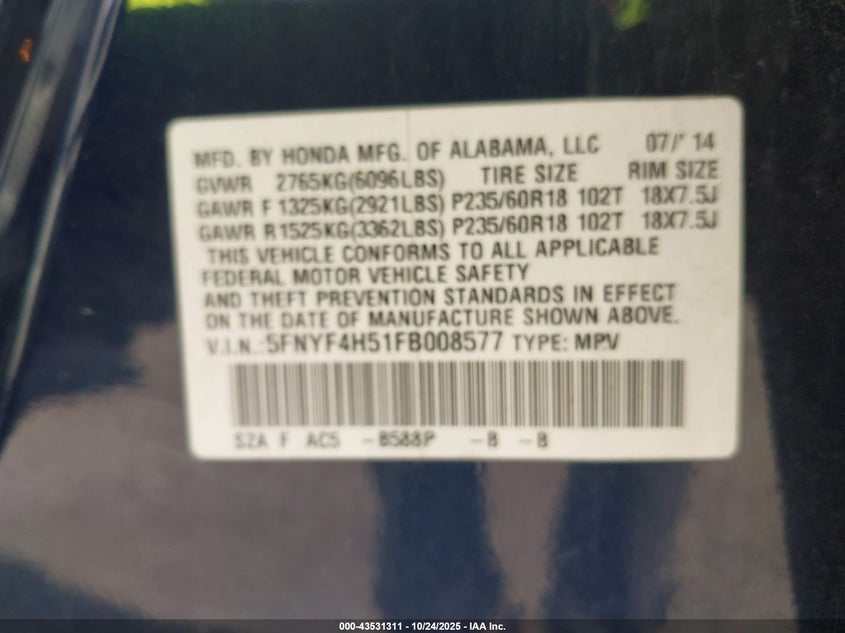 MFD. BY HONDA MFG. OF ALABAMA, LLC 07/' 14
GVWR 2765KG(6096LBS) TIRE SIZE RIM SIZE
GAWR F 1325KG(2921LBS) P235/60R18 102T 18X7.5J
GAWR R 1525KG(3362LBS) P235/60R18 102T 18X7.5J
THIS VEHICLE CONFORMS TO ALL APPLICABLE
FEDERAL MOTOR VEHICLE SAFETY
AND THEFT PREVENTION STANDARDS IN EFFECT
ON THE DATE OF MANUFACTURE SHOWN ABOVE.
V.I.N.:5FNYF4H51FB008577 TYPE: MPV
SZA F AC5 -B588P -B -B
000-43531311 - 10/24/2025 - IAA Inc.